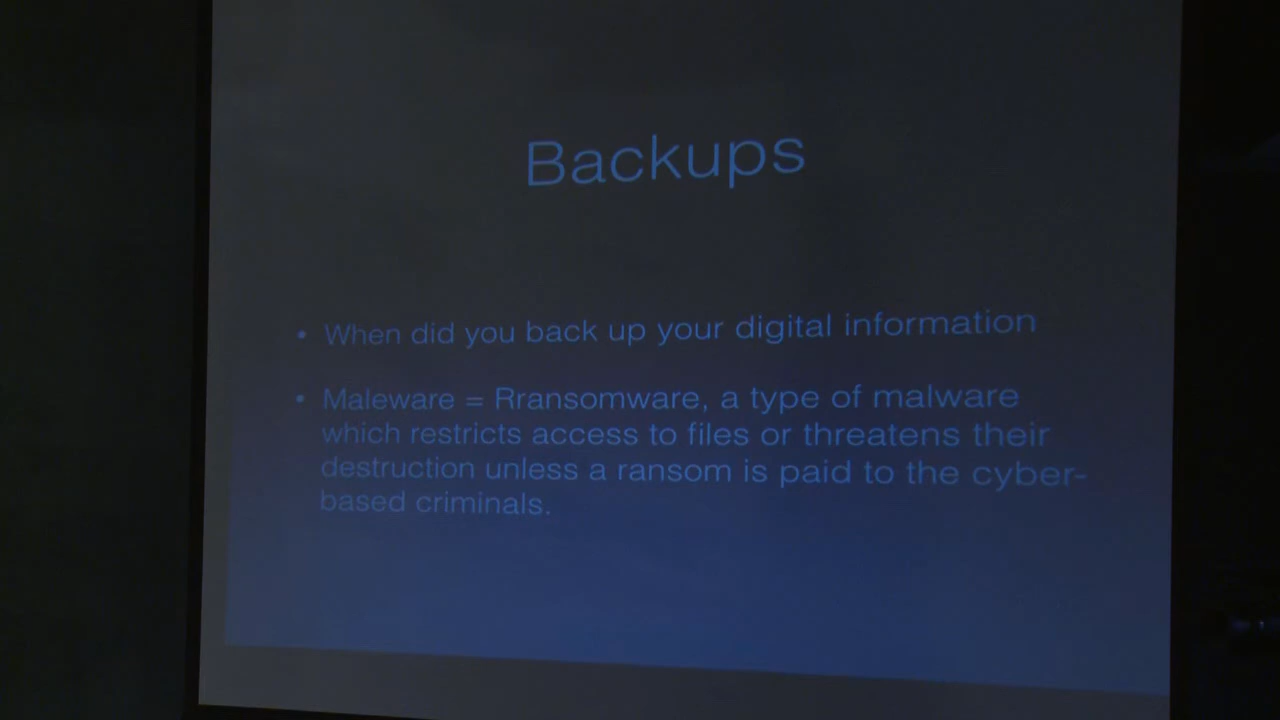 Backups
• When did you back up your digital information
• Maleware = Rransomware, a type of malware
which restricts access to files or threatens their
destruction unless a ransom is paid to the cyber-
based criminals.